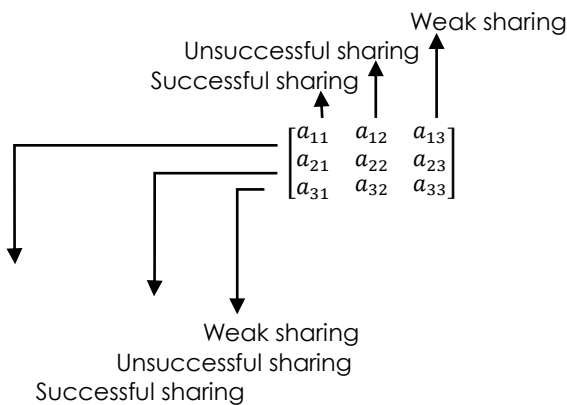 Weak sharing
Unsuccessful sharing
Successful sharing
a₁₁ a₁₂ a₁₃
a₂₁ a₂₂ a₂₃
a₃₁ a₃₂ a₃₃
Weak sharing
Unsuccessful sharing
Successful sharing